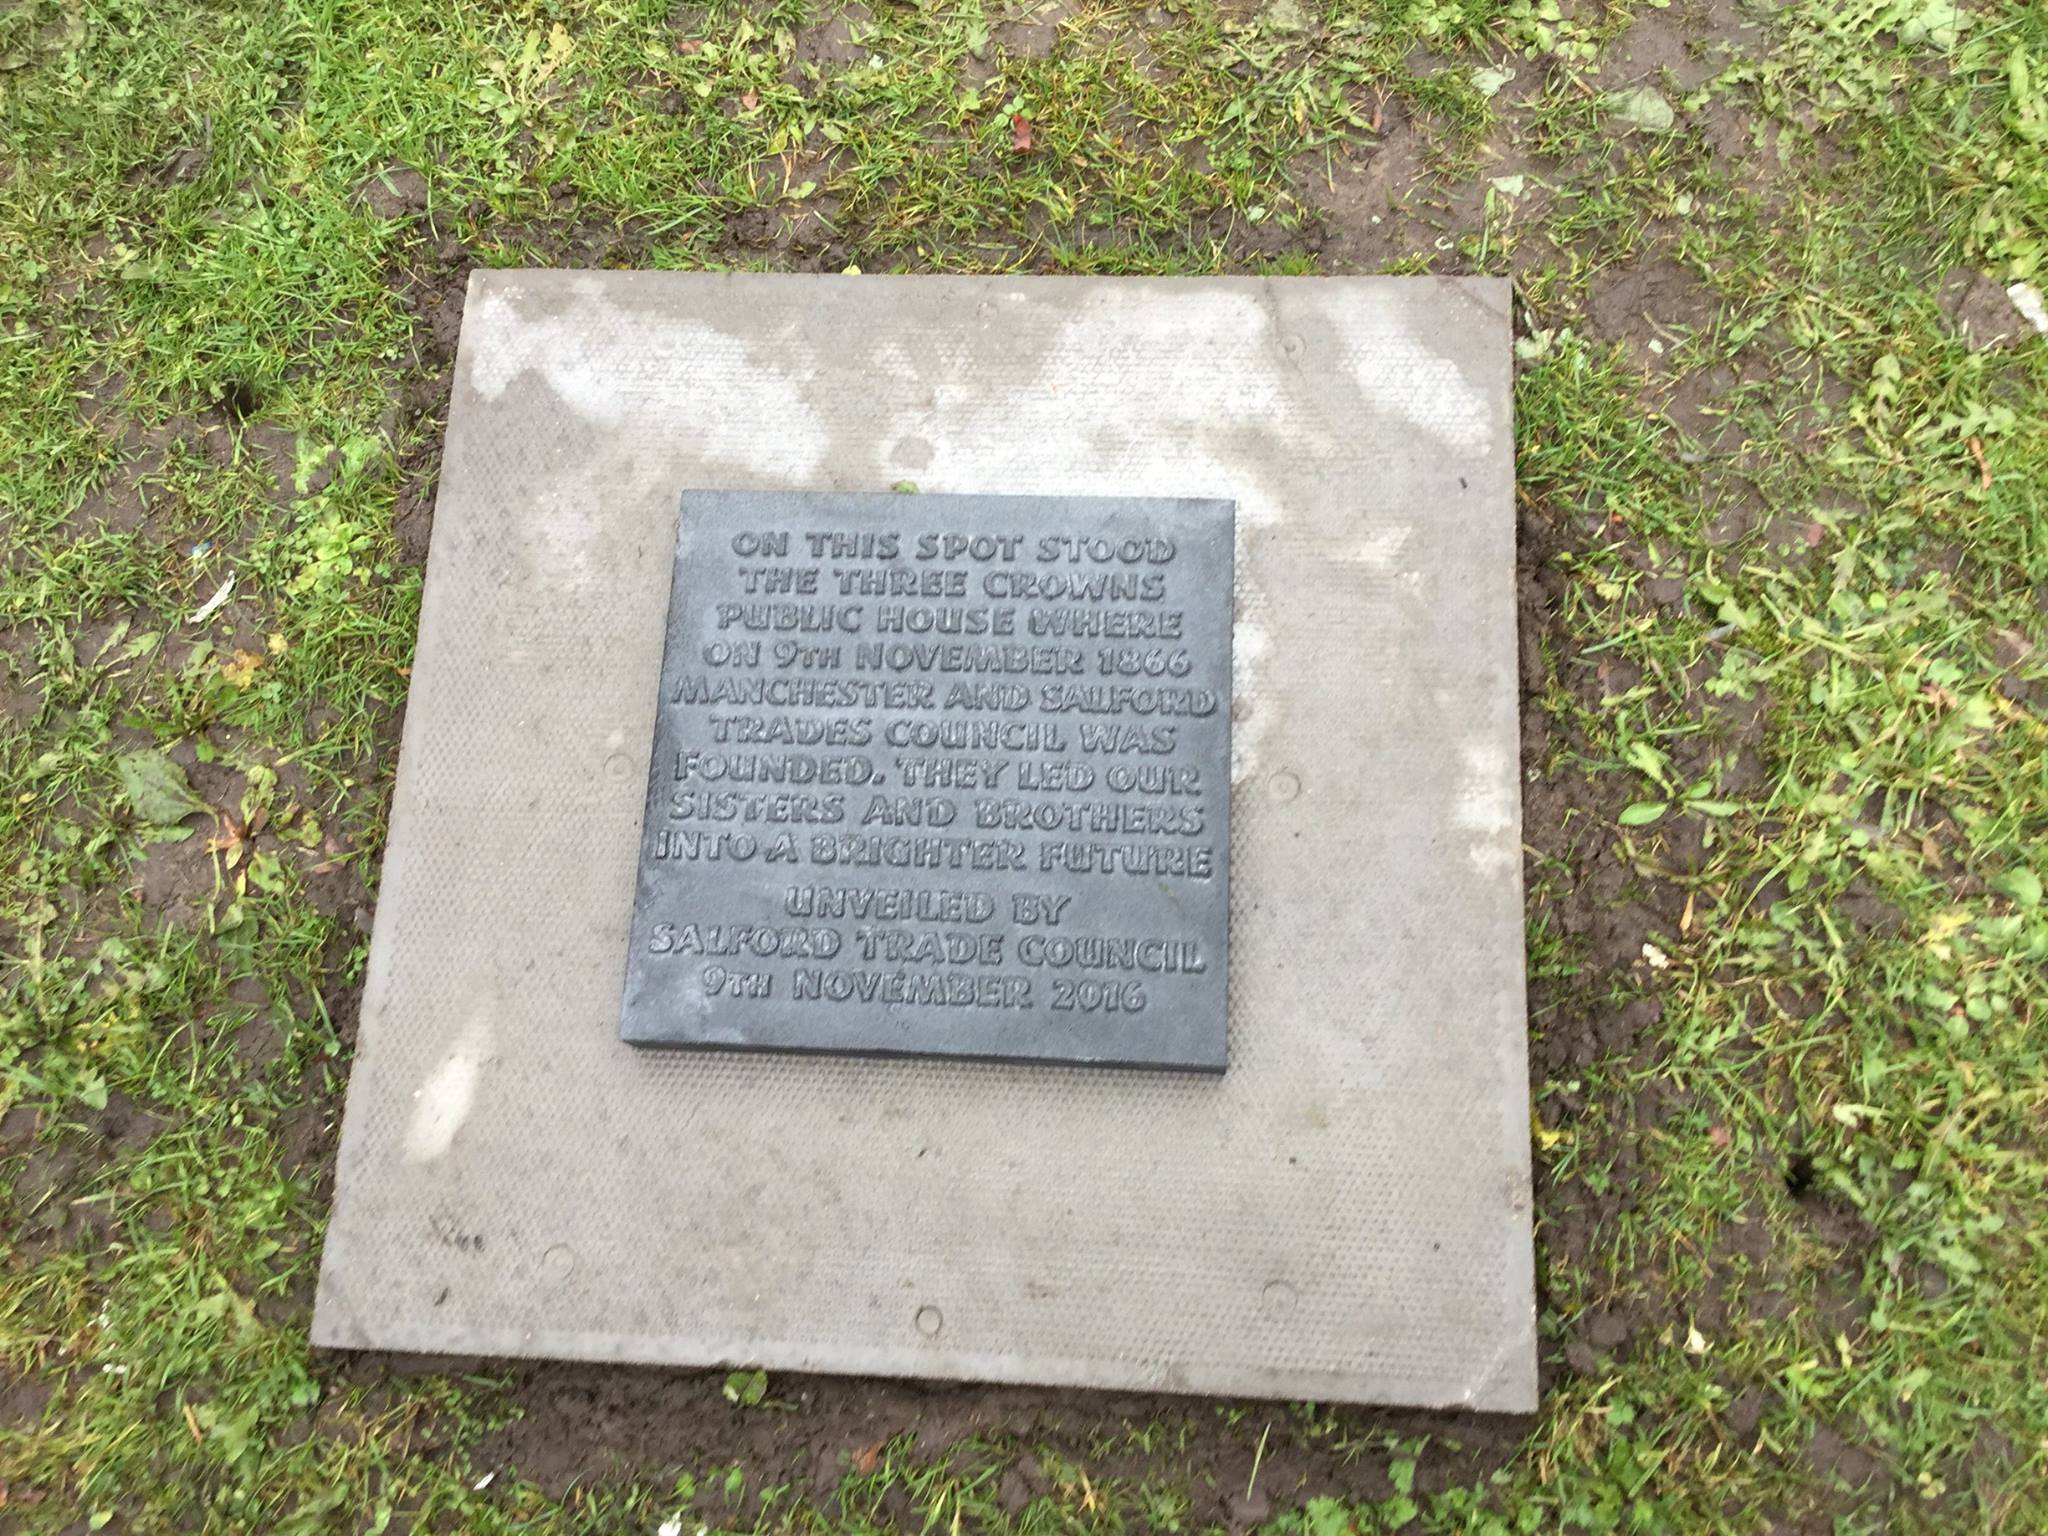 ON THIS SPOT STOOD
THE THREE CROWNS
PUBLIC HOUSE WHERE
ON 9TH NOVEMBER 1866
MANCHESTER AND SALFORD
TRADES COUNCIL WAS
FOUNDED. THEY LED OUR
SISTERS AND BROTHERS
INTO A BRIGHTER FUTURE
UNVEILED BY
SALFORD TRADE COUNCIL
9TH NOVEMBER 2016